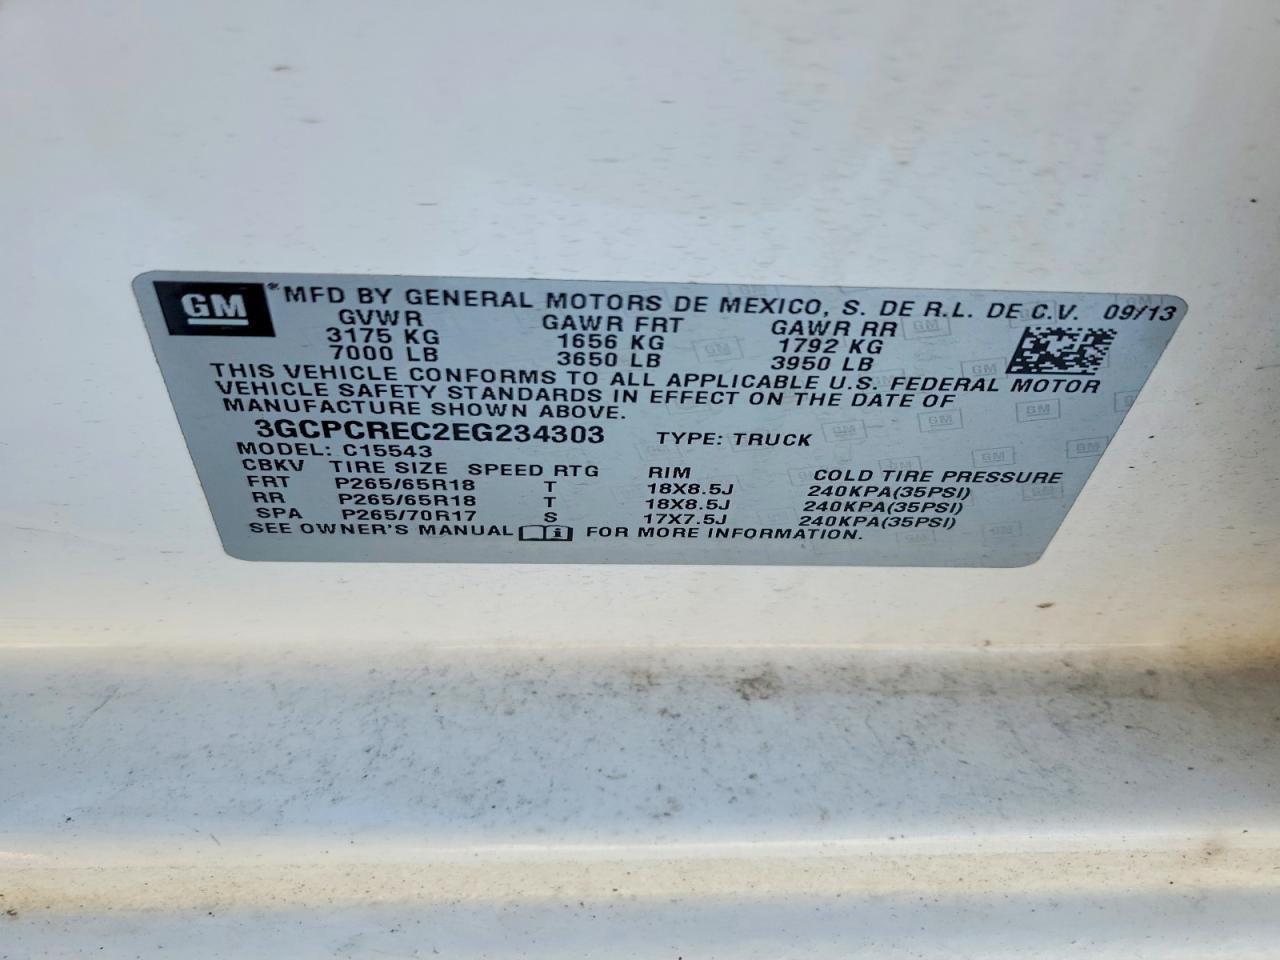 GM MFD BY GENERAL MOTORS DE MEXICO, S. DE R.L. DE C.V. 09/13
GVWR GAWR FRT GAWR RR
3175 KG 1656 KG 1792 KG
7000 LB 3650 LB 3950 LB
THIS VEHICLE CONFORMS TO ALL APPLICABLE U.S. FEDERAL MOTOR
VEHICLE SAFETY STANDARDS IN EFFECT ON THE DATE OF
MANUFACTURE SHOWN ABOVE.
3GCPCREC2EG234303 TYPE: TRUCK
MODEL: C15543
CBKV TIRE SIZE SPEED RTG RIM COLD TIRE PRESSURE
FRT P265/65R18 T 18X8.5J 240KPA(35PSI)
RR P265/65R18 T 18X8.5J 240KPA(35PSI)
SPA P265/70R17 S 17X7.5J 240KPA(35PSI)
SEE OWNER'S MANUAL FOR MORE INFORMATION.